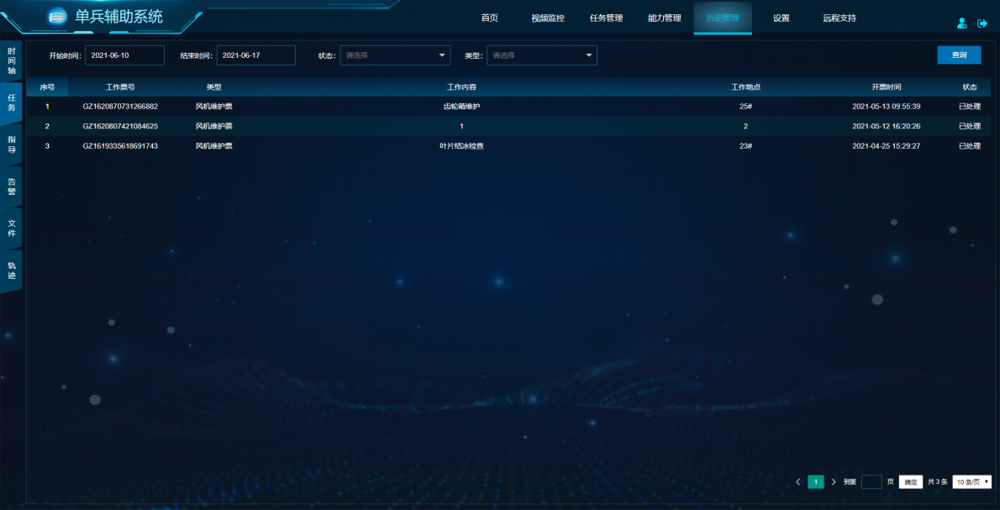 单兵辅助系统
首页 视频监控 任务管理 能力管理 历史管理 设置 远程支持
时间轴
任务
指导
告警
文件
轨迹
开始时间: 2021-06-10 结束时间: 2021-06-17 状态: 请选择 类型: 请选择 查询
序号 工作票号 类型 工作内容 工作地点 开票时间 状态
1 GZ1620870731266882 风机维护票 齿轮箱维护 25# 2021-05-13 09:55:39 已处理
2 GZ1620807421084625 风机维护票 1 2 2021-05-12 16:20:26 已处理
3 GZ1619335618691743 风机维护票 叶片结冰检查 23# 2021-04-25 15:29:27 已处理
1 到第 页 确定 共 3 条 10 条/页